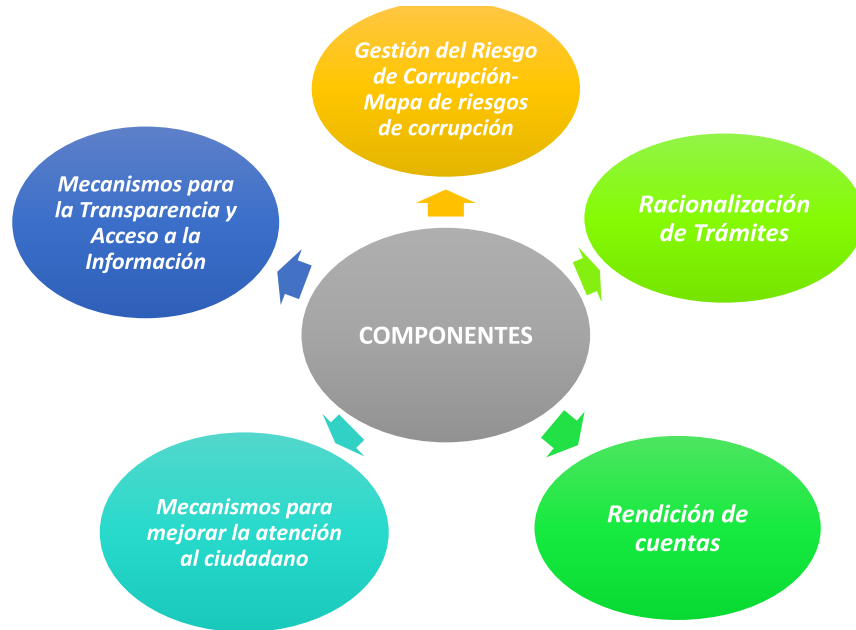 Gestión del Riesgo
de Corrupción-
Mapa de riesgos
de corrupción
Mecanismos para
la Transparencia y
Acceso a la
Información
Racionalización
de Trámites
COMPONENTES
Mecanismos para
mejorar la atención
al ciudadano
Rendición de
cuentas